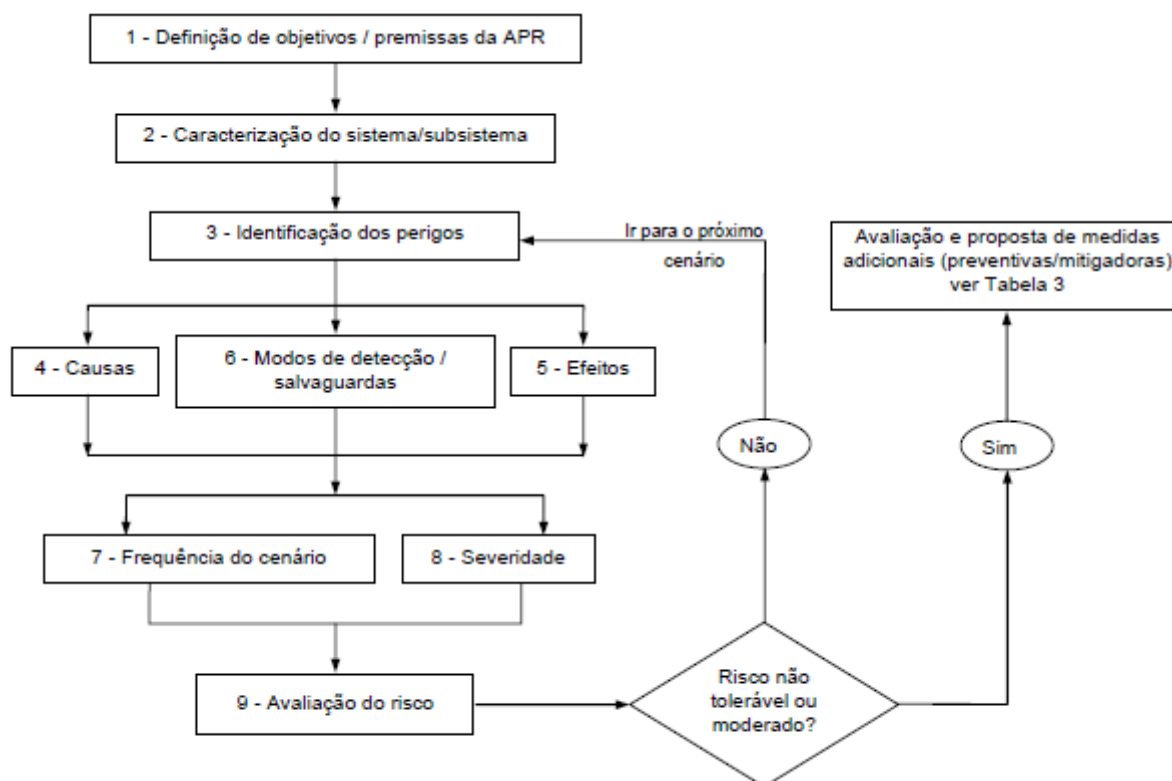 1 - Definição de objetivos / premissas da APR
2 - Caracterização do sistema/subsistema
3 - Identificação dos perigos
Ir para o próximo
cenário
Avaliação e proposta de medidas
adicionais (preventivas/mitigadoras)
ver Tabela 3
4 - Causas
6 - Modos de detecção /
salvaguardas
5 - Efeitos
Não
Sim
7 - Frequência do cenário
8 - Severidade
9 - Avaliação do risco
Risco não
tolerável ou
moderado?